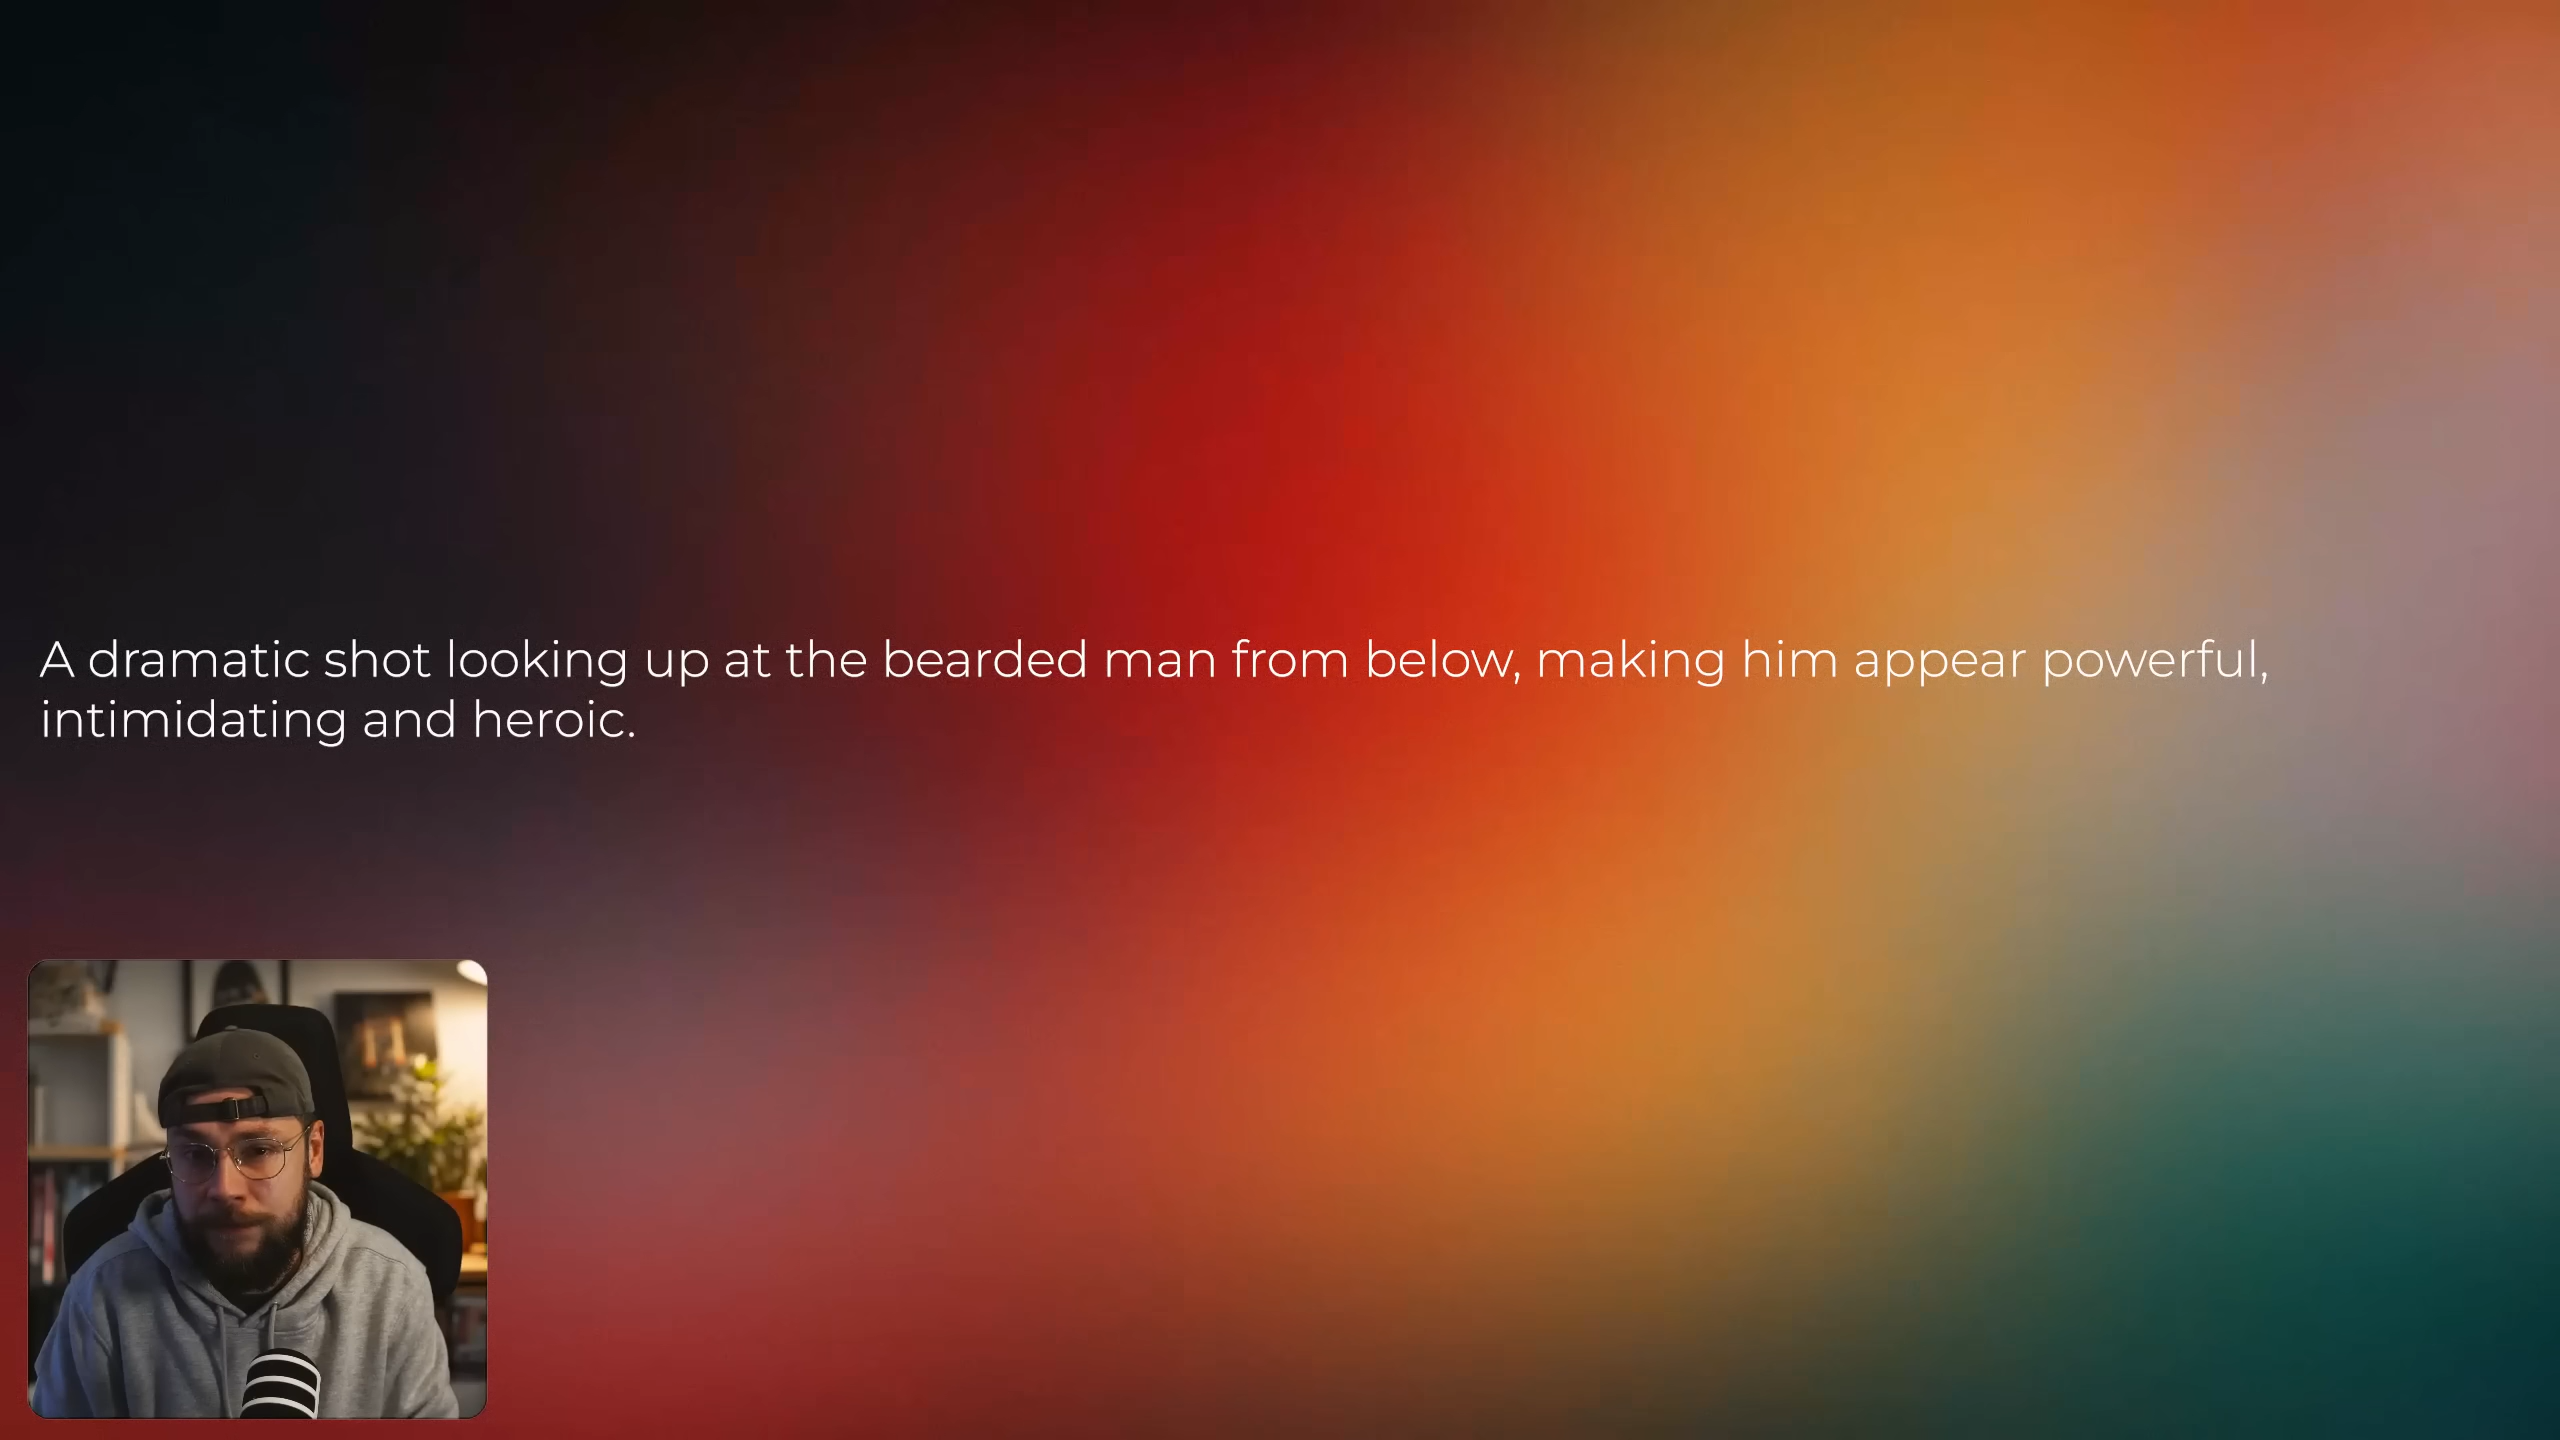 A dramatic shot looking up at the bearded man from below, making him appear powerful,
intimidating and heroic.